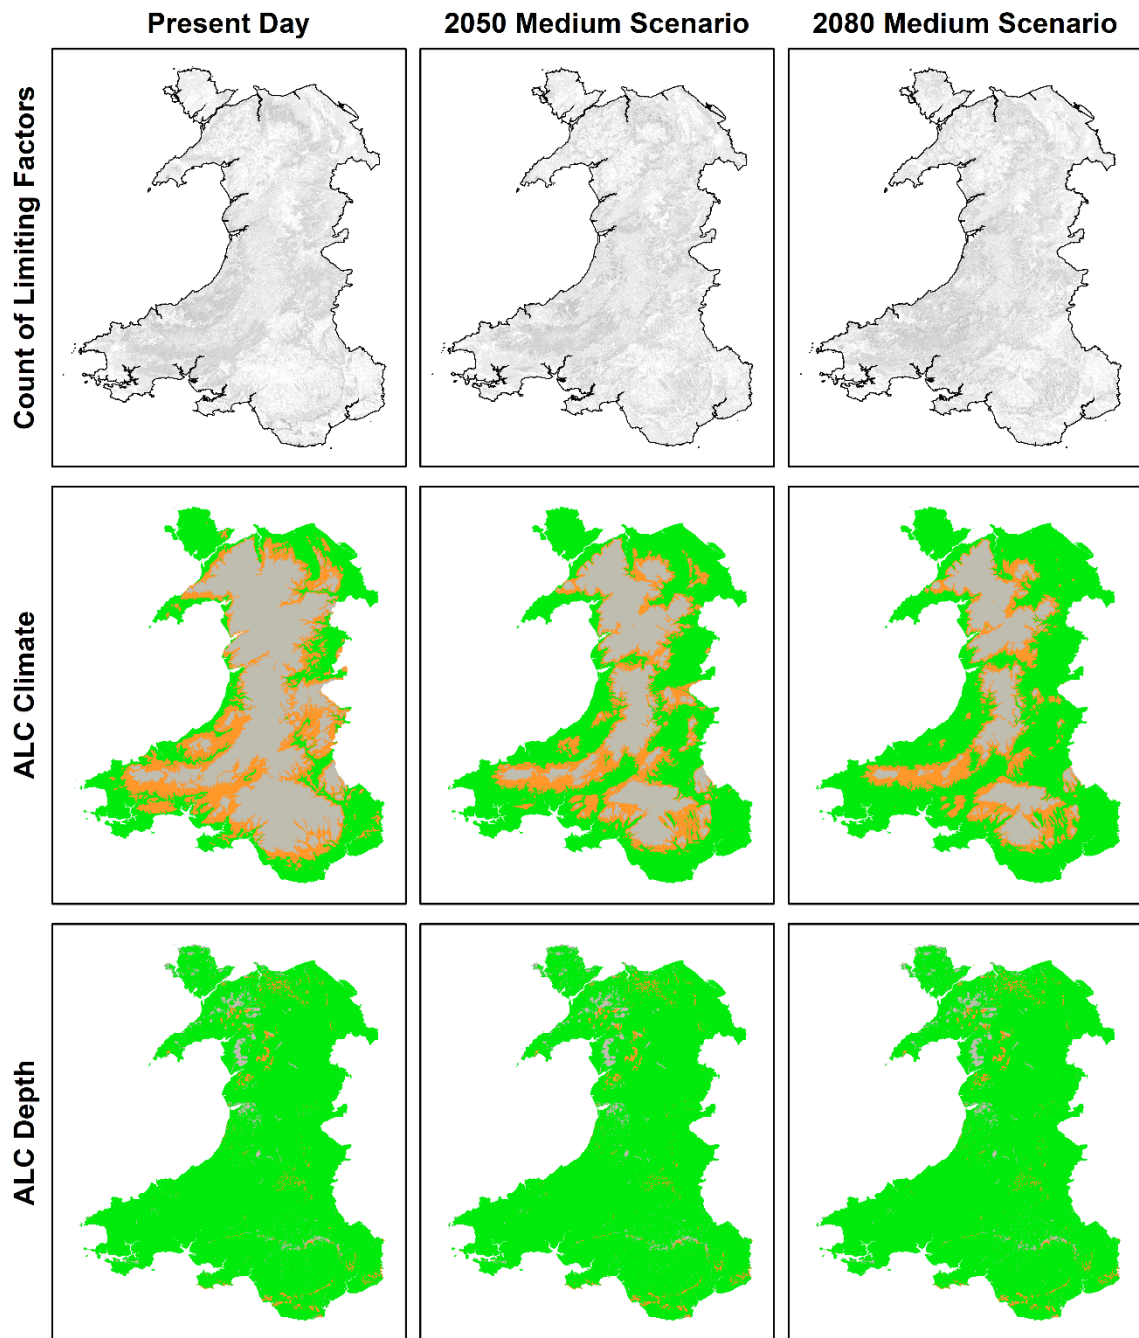 Present Day
2050 Medium Scenario
2080 Medium Scenario
Count of Limiting Factors
ALC Climate
ALC Depth